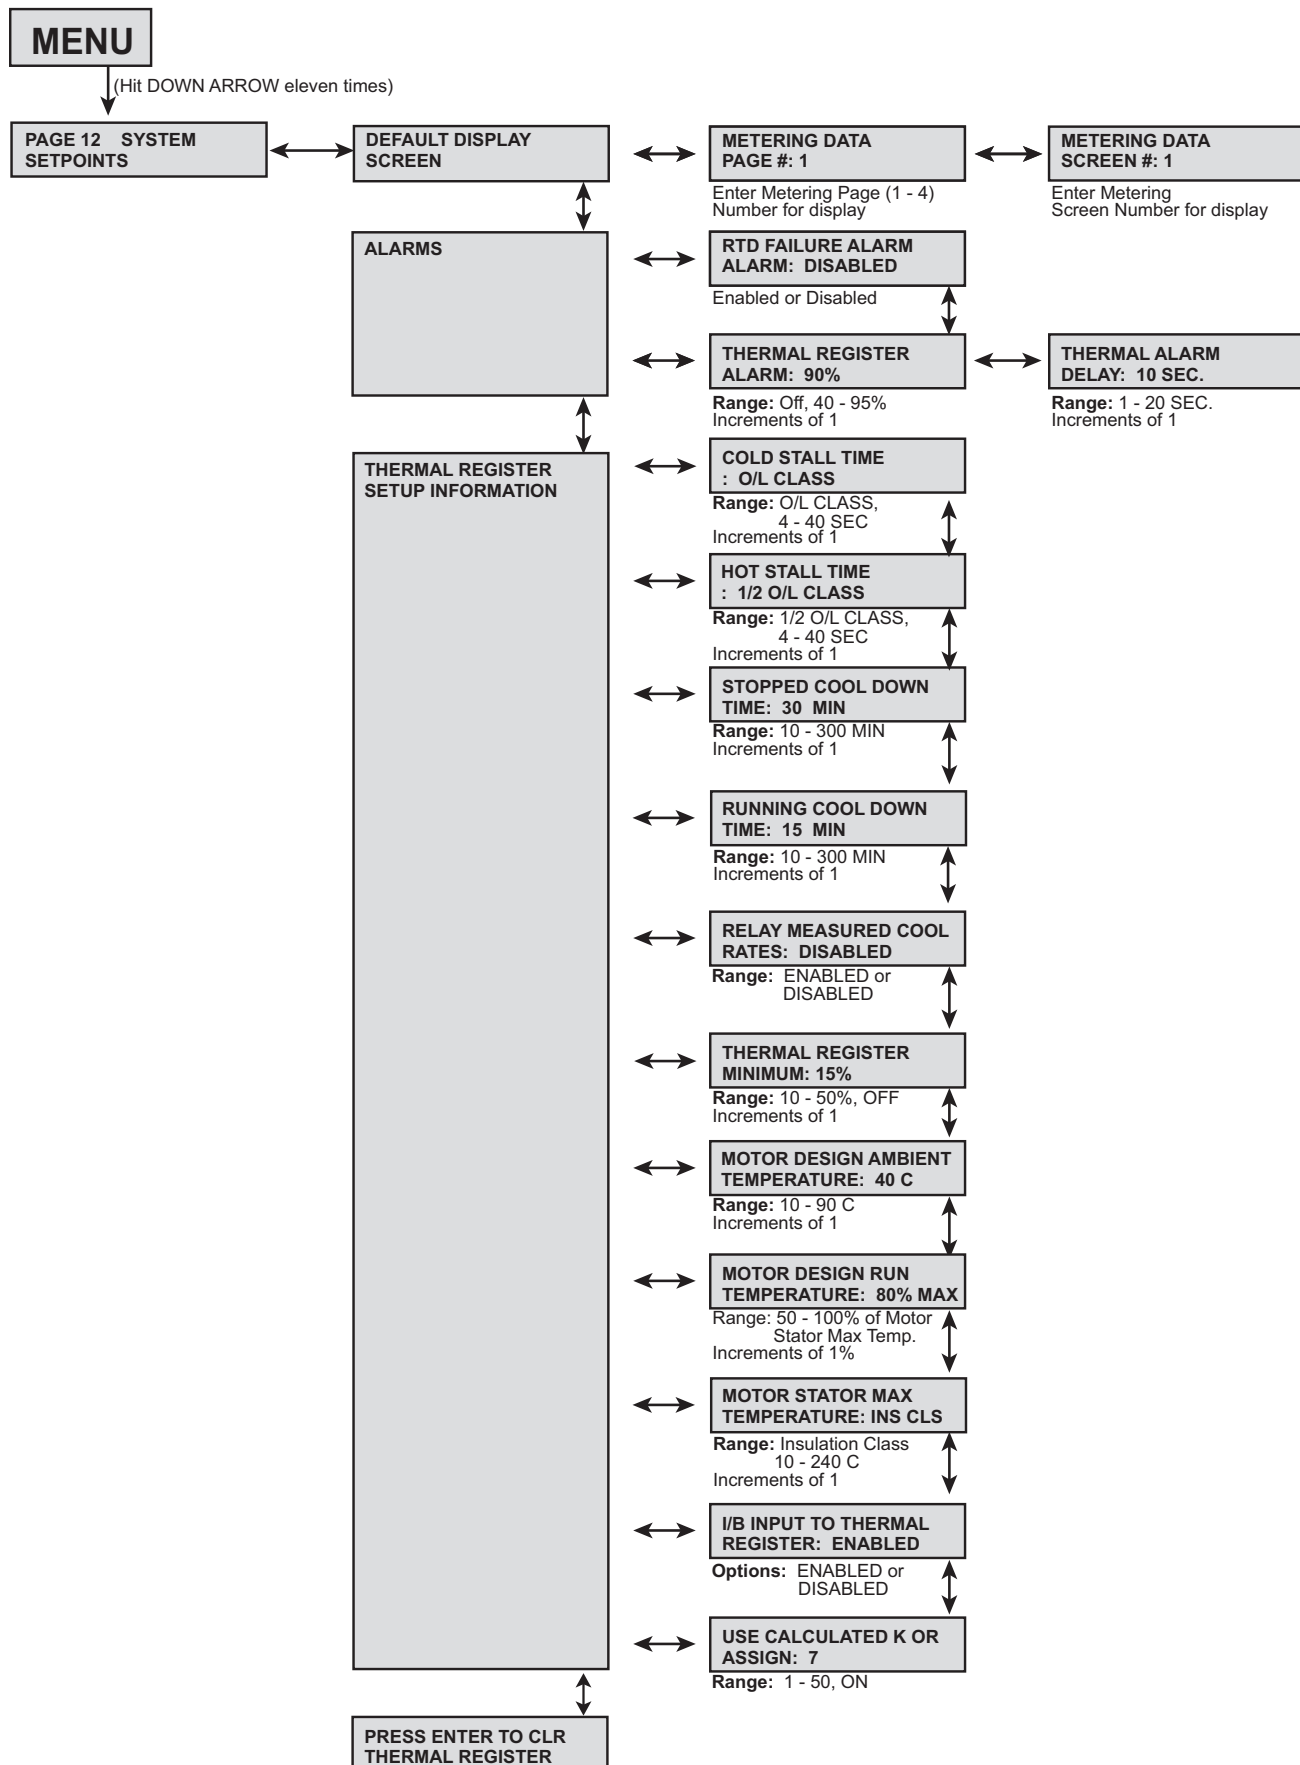 MENU
(Hit DOWN ARROW eleven times)
PAGE 12 SYSTEM
SETPOINTS
DEFAULT DISPLAY
SCREEN
METERING DATA
PAGE #: 1
Enter Metering Page (1 - 4)
Number for display
METERING DATA
SCREEN #: 1
Enter Metering
Screen Number for display
ALARMS
RTD FAILURE ALARM
ALARM: DISABLED
Enabled or Disabled
THERMAL REGISTER
ALARM: 90%
Range: Off, 40 - 95%
Increments of 1
THERMAL ALARM
DELAY: 10 SEC.
Range: 1 - 20 SEC.
Increments of 1
THERMAL REGISTER
SETUP INFORMATION
COLD STALL TIME
: O/L CLASS
Range: O/L CLASS,
4 - 40 SEC
Increments of 1
HOT STALL TIME
: 1/2 O/L CLASS
Range: 1/2 O/L CLASS,
4 - 40 SEC
Increments of 1
STOPPED COOL DOWN
TIME: 30 MIN
Range: 10 - 300 MIN
Increments of 1
RUNNING COOL DOWN
TIME: 15 MIN
Range: 10 - 300 MIN
Increments of 1
RELAY MEASURED COOL
RATES: DISABLED
Range: ENABLED or
DISABLED
THERMAL REGISTER
MINIMUM: 15%
Range: 10 - 50%, OFF
Increments of 1
MOTOR DESIGN AMBIENT
TEMPERATURE: 40 C
Range: 10 - 90 C
Increments of 1
MOTOR DESIGN RUN
TEMPERATURE: 80% MAX
Range: 50 - 100% of Motor
Stator Max Temp.
Increments of 1%
MOTOR STATOR MAX
TEMPERATURE: INS CLS
Range: Insulation Class
10 - 240 C
Increments of 1
I/B INPUT TO THERMAL
REGISTER: ENABLED
Options: ENABLED or
DISABLED
USE CALCULATED K OR
ASSIGN: 7
Range: 1 - 50, ON
PRESS ENTER TO CLR
THERMAL REGISTER